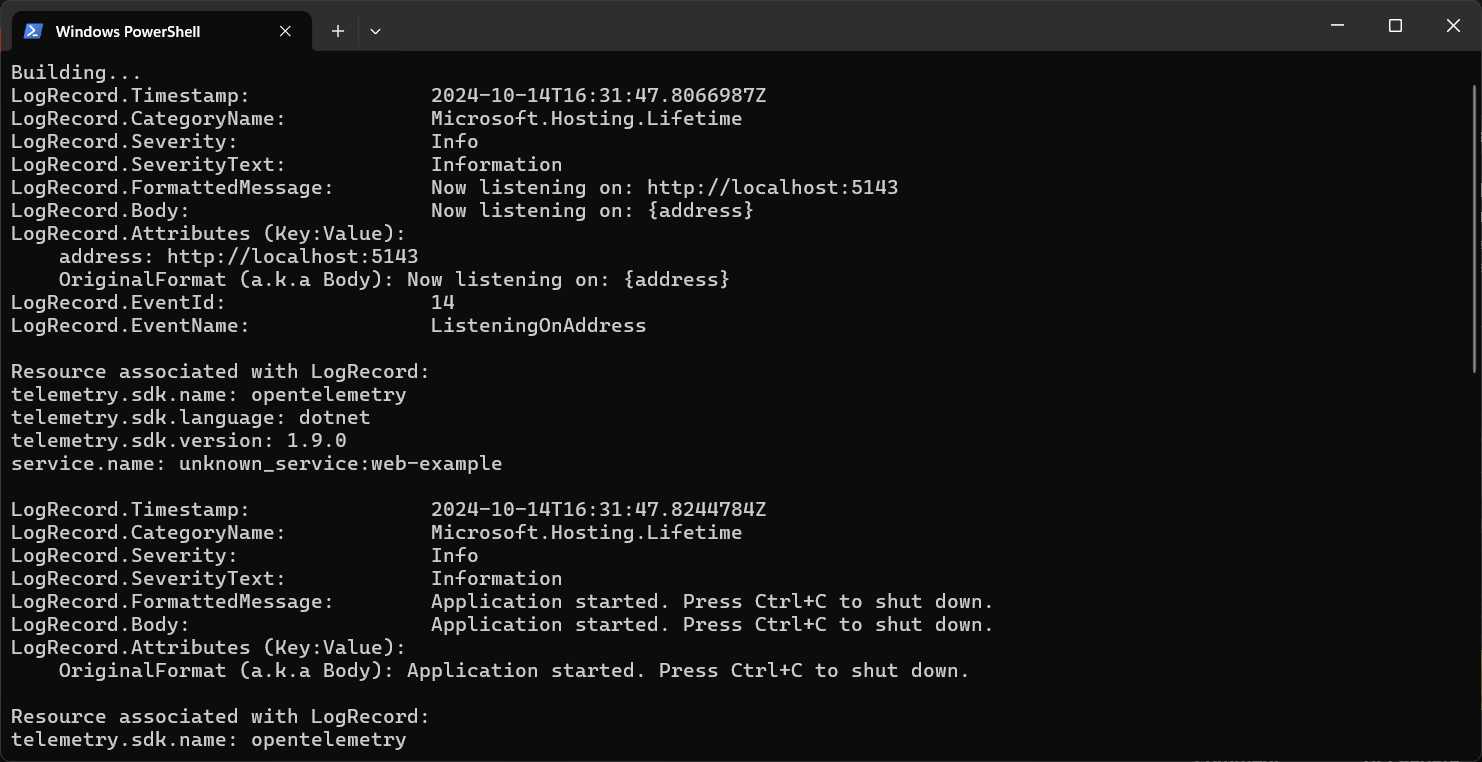 Windows PowerShell
Building...
LogRecord.Timestamp: 2024-10-14T16:31:47.8066987Z
LogRecord.CategoryName: Microsoft.Hosting.Lifetime
LogRecord.Severity: Info
LogRecord.SeverityText: Information
LogRecord.FormattedMessage: Now listening on: http://localhost:5143
LogRecord.Body: Now listening on: {address}
LogRecord.Attributes (Key:Value):
address: http://localhost:5143
OriginalFormat (a.k.a Body): Now listening on: {address}
LogRecord.EventId: 14
LogRecord.EventName: ListeningOnAddress
Resource associated with LogRecord:
telemetry.sdk.name: opentelemetry
telemetry.sdk.language: dotnet
telemetry.sdk.version: 1.9.0
service.name: unknown_service:web-example
LogRecord.Timestamp: 2024-10-14T16:31:47.8244784Z
LogRecord.CategoryName: Microsoft.Hosting.Lifetime
LogRecord.Severity: Info
LogRecord.SeverityText: Information
LogRecord.FormattedMessage: Application started. Press Ctrl+C to shut down.
LogRecord.Body: Application started. Press Ctrl+C to shut down.
LogRecord.Attributes (Key:Value):
OriginalFormat (a.k.a Body): Application started. Press Ctrl+C to shut down.
Resource associated with LogRecord:
telemetry.sdk.name: opentelemetry